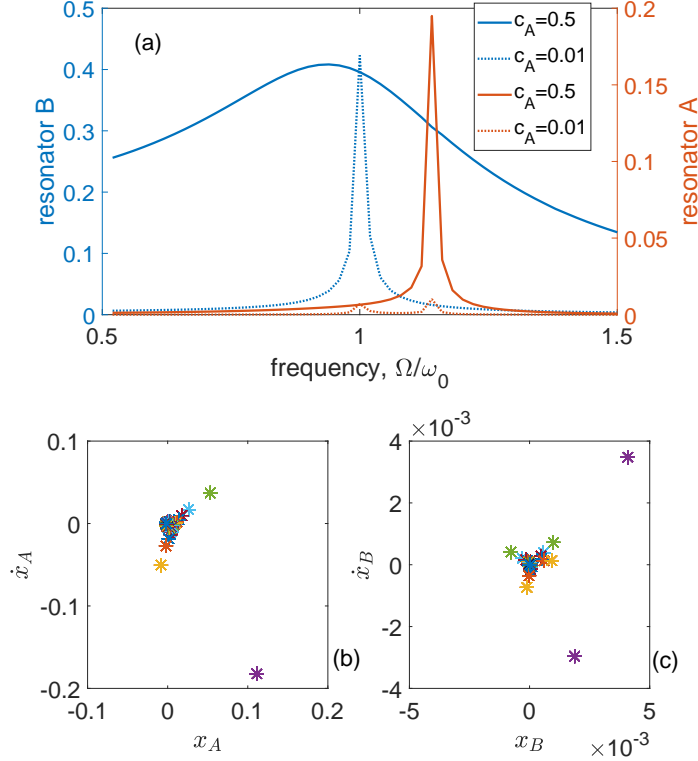 (a)
c_A=0.5
c_A=0.01
c_A=0.5
c_A=0.01
resonator B
0.5
0.4
0.3
0.2
0.1
0
resonator A
0.2
0.15
0.1
0.05
0
0.5 1 1.5
frequency, Ω/ω_0
ẋ_A
0.1
0
-0.1
-0.2
-0.1 0 0.1 0.2
x_A
(b)
×10^{-3}
ẋ_B
4
2
0
-2
-4
-5 0 5
x_B ×10^{-3}
(c)